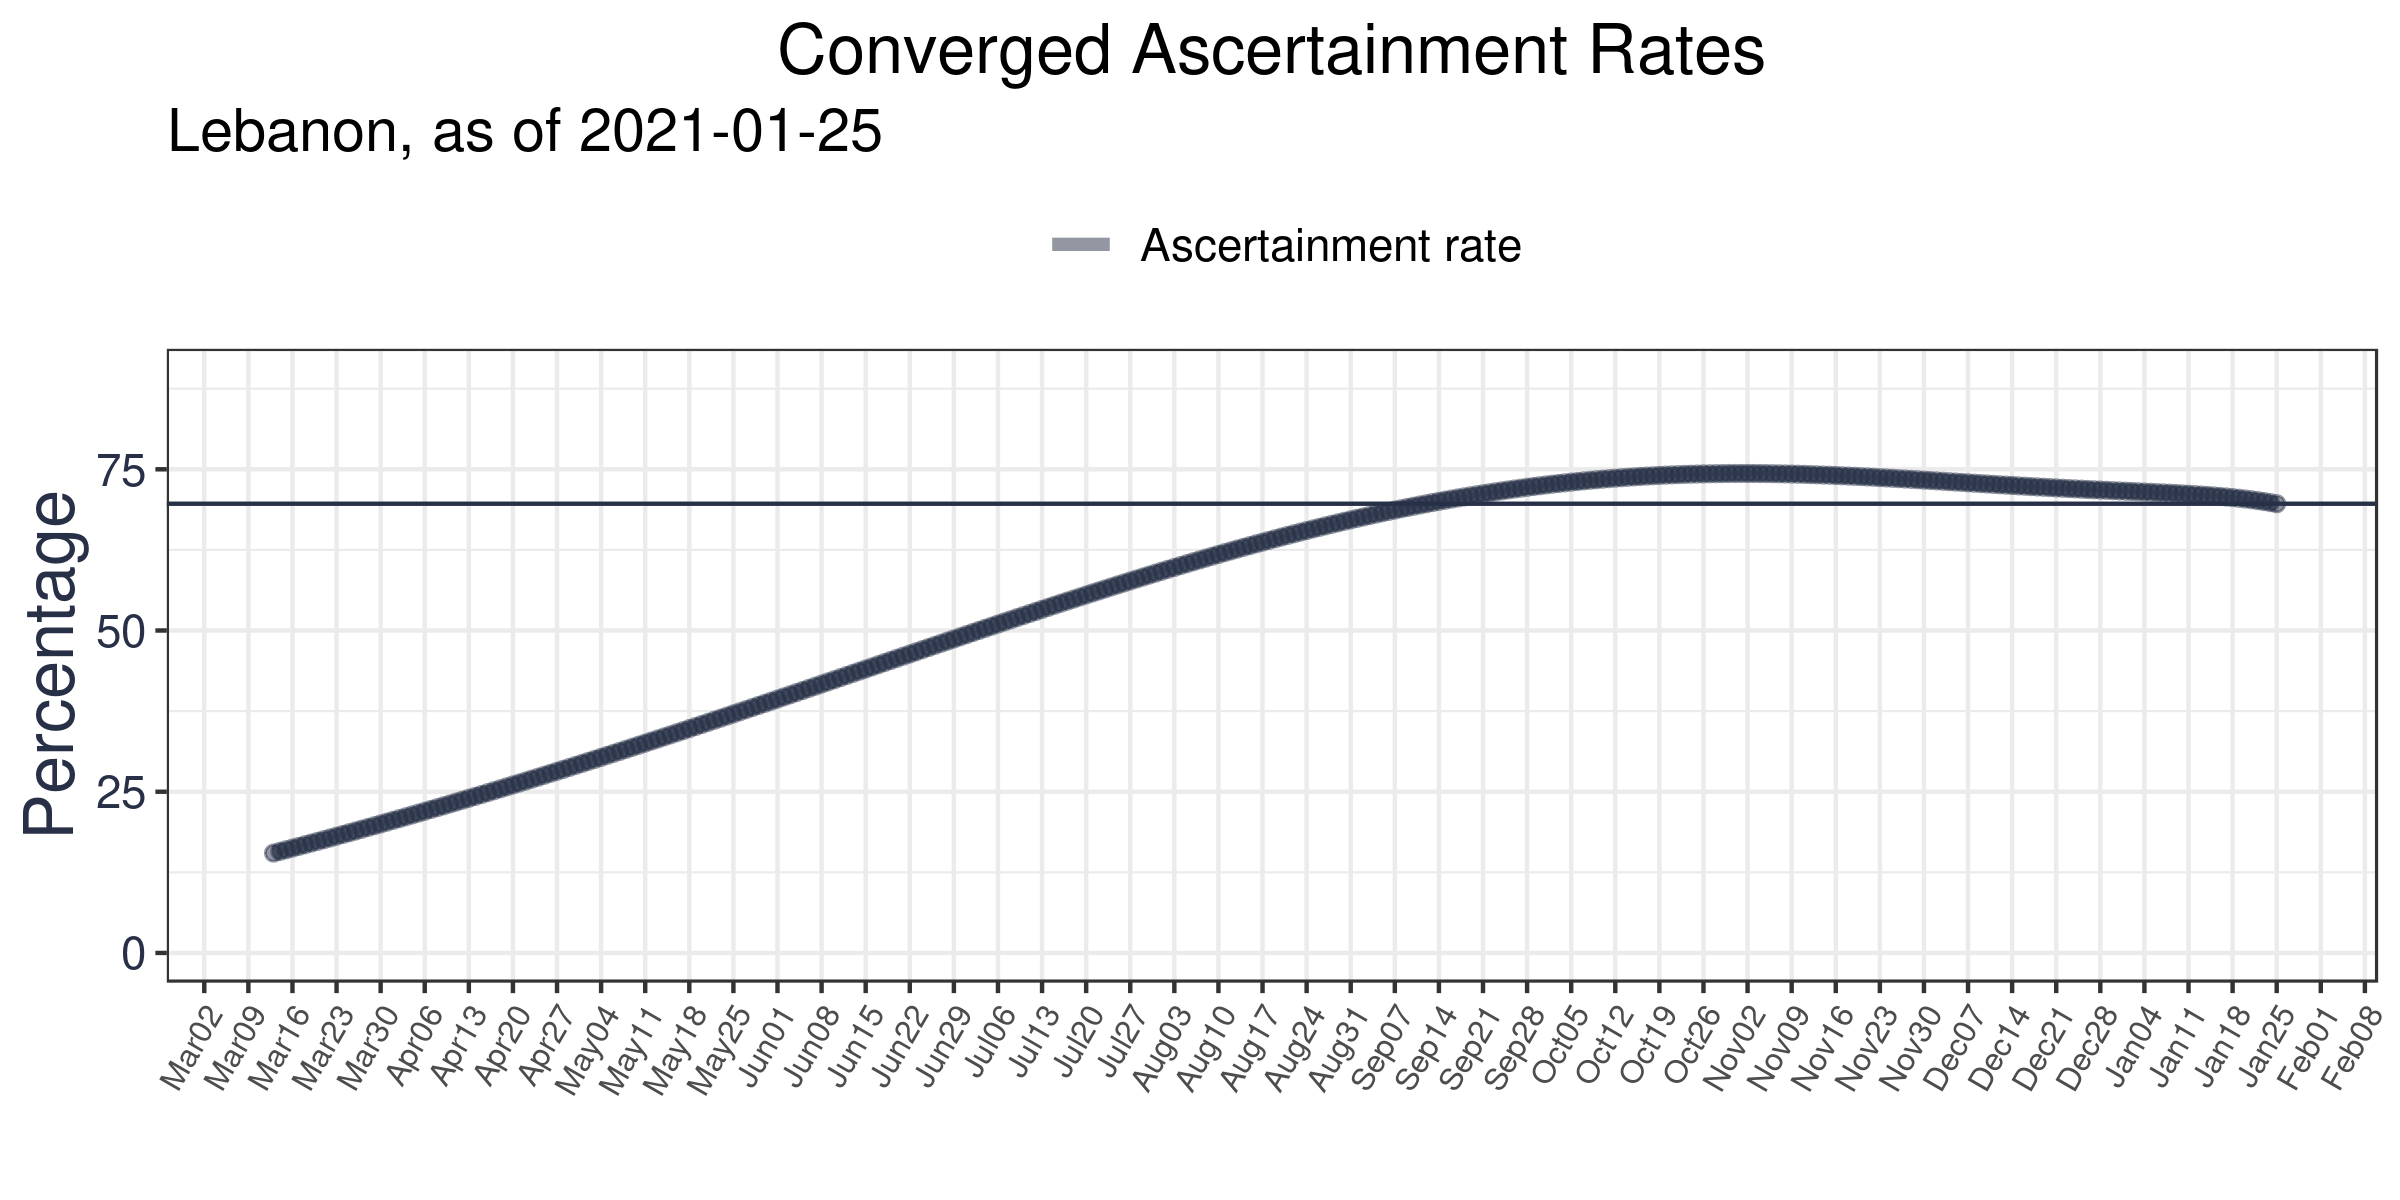 Converged Ascertainment Rates
Lebanon, as of 2021-01-25
Ascertainment rate
Percentage
75
50
25
0
Mar02 Mar09 Mar16 Mar23 Mar30 Apr06 Apr13 Apr20 Apr27 May04 May11 May18 May25 Jun01 Jun08 Jun15 Jun22 Jun29 Jul06 Jul13 Jul20 Jul27 Aug03 Aug10 Aug17 Aug24 Aug31 Sep07 Sep14 Sep21 Sep28 Oct05 Oct12 Oct19 Oct26 Nov02 Nov09 Nov16 Nov23 Nov30 Dec07 Dec14 Dec21 Dec28 Jan04 Jan11 Jan18 Jan25 Feb01 Feb08